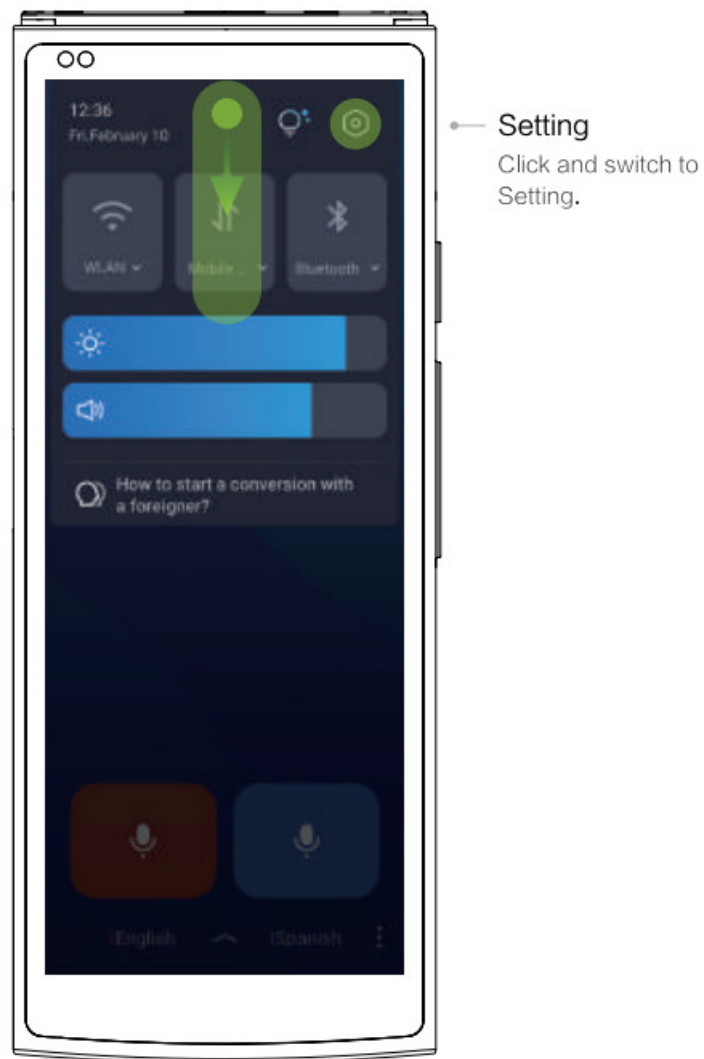 12:36
Fri.February 10
WLAN
Mobile...
Bluetooth
How to start a conversion with
a foreigner?
English
Spanish
Setting
Click and switch to
Setting.